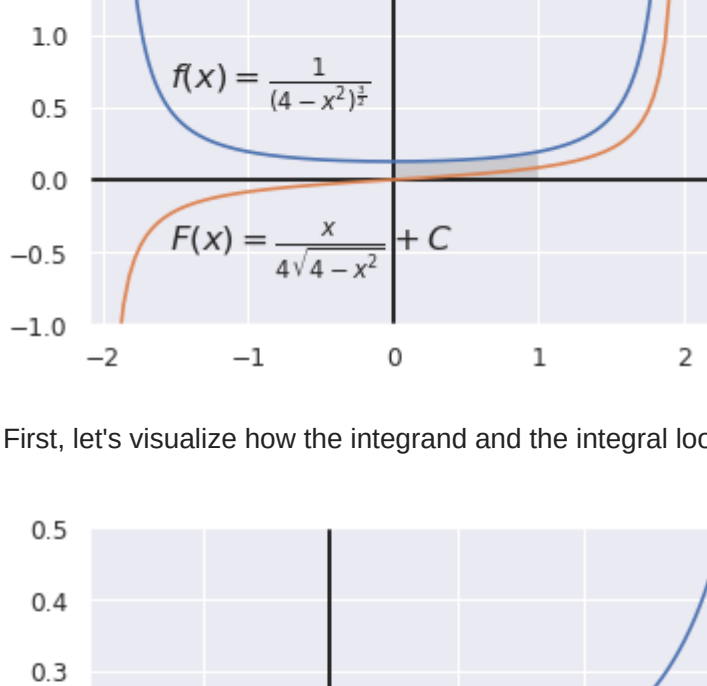 1.0
f(x) = 1/(4 − x²)^(3/2)
0.5
0.0
F(x) = x/(4√(4 − x²)) + C
−0.5
−1.0
−2 −1 0 1 2
First, let's visualize how the integrand and the integral loo
0.5
0.4
0.3